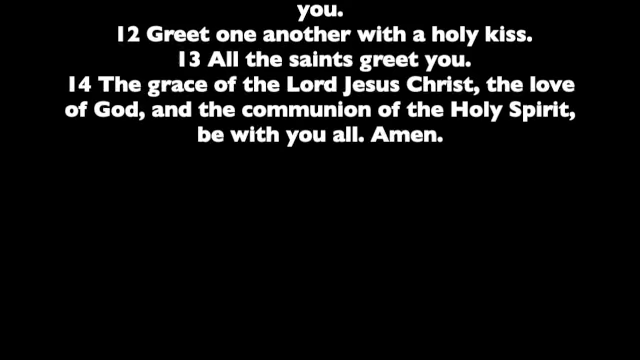 you.
12 Greet one another with a holy kiss.
13 All the saints greet you.
14 The grace of the Lord Jesus Christ, the love
of God, and the communion of the Holy Spirit,
be with you all. Amen.